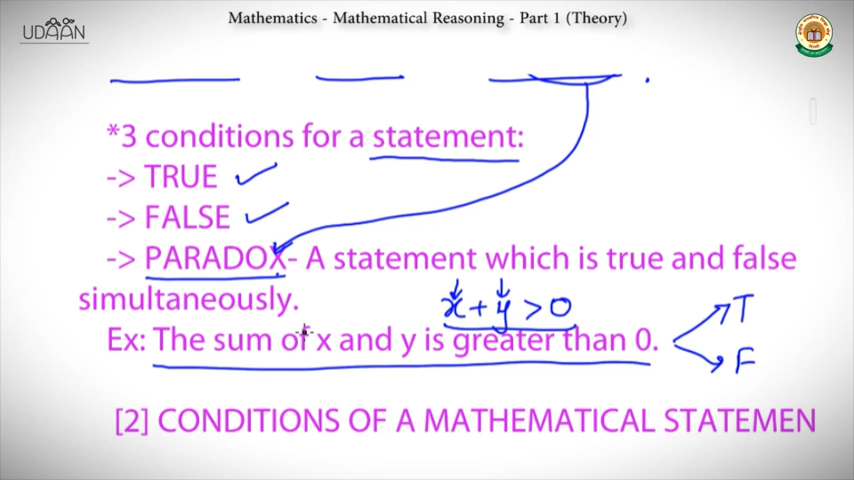 Mathematics - Mathematical Reasoning - Part 1 (Theory)
UDAAN
*3 conditions for a statement:
-> TRUE
-> FALSE
-> PARADOX- A statement which is true and false
simultaneously.
x + y > 0
Ex: The sum of x and y is greater than 0.
T
F
[2] CONDITIONS OF A MATHEMATICAL STATEMEN